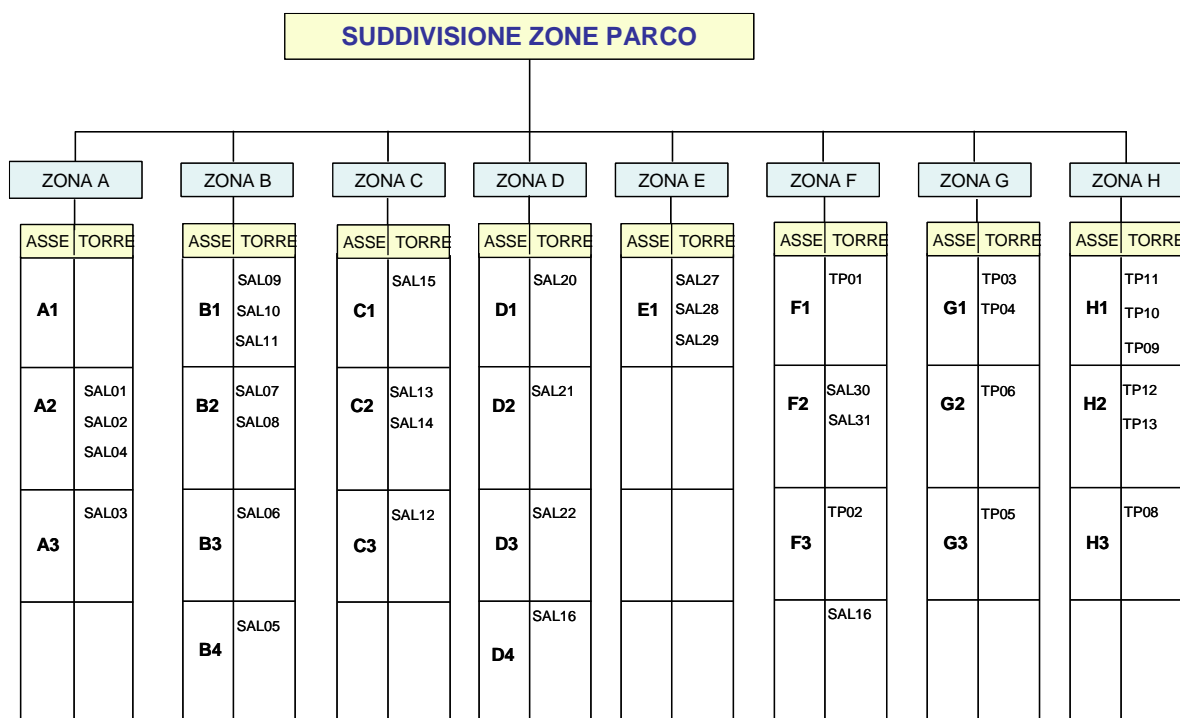 SUDDIVISIONE ZONE PARCO
ZONA A
ZONA B
ZONA C
ZONA D
ZONA E
ZONA F
ZONA G
ZONA H
ASSE TORRE
A1
A2
SAL01
SAL02
SAL04
A3
SAL03
ASSE TORRE
B1
SAL09
SAL10
SAL11
B2
SAL07
SAL08
B3
SAL06
B4
SAL05
ASSE TORRE
C1
SAL15
C2
SAL13
SAL14
C3
SAL12
ASSE TORRE
D1
SAL20
D2
SAL21
D3
SAL22
D4
SAL16
ASSE TORRE
E1
SAL27
SAL28
SAL29
ASSE TORRE
F1
TP01
F2
SAL30
SAL31
F3
TP02
SAL16
ASSE TORRE
G1
TP03
TP04
G2
TP06
G3
TP05
ASSE TORRE
H1
TP11
TP10
TP09
H2
TP12
TP13
H3
TP08